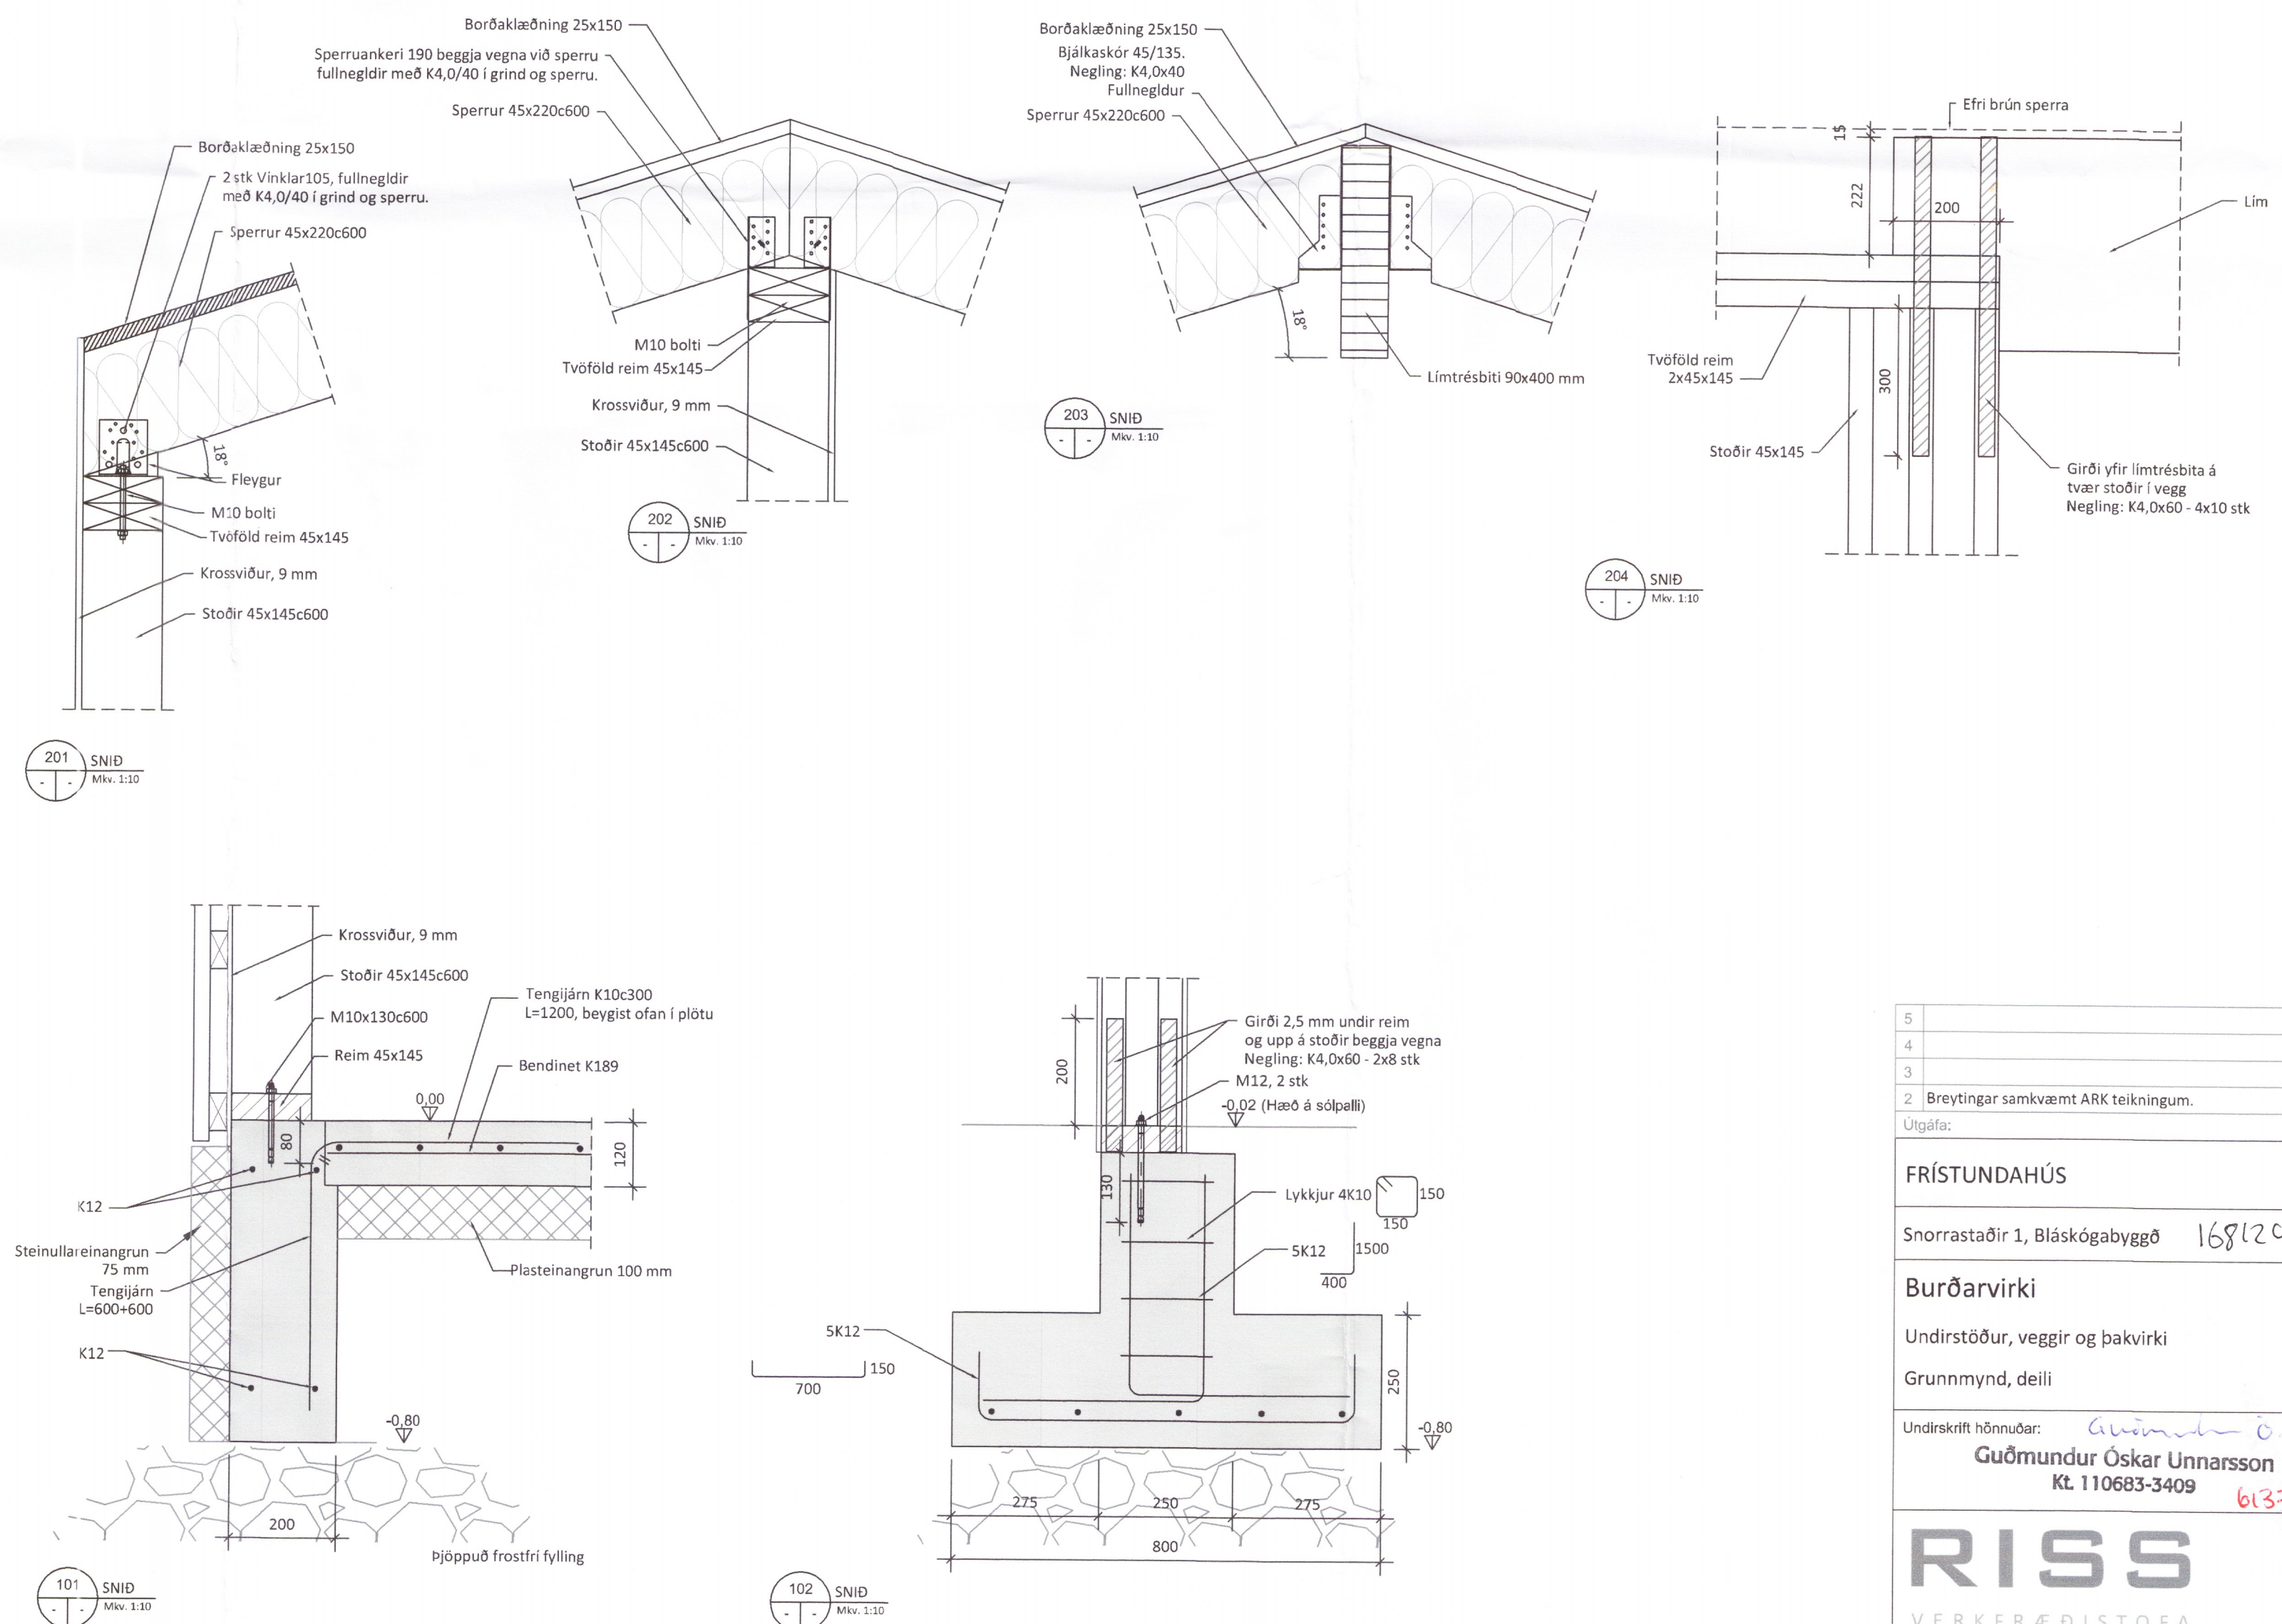 Borðaklæðning 25x150
2 stk Vinklar105, fullnegldir
með K4,0/40 í grind og sperru.
Sperrur 45x220c600
18°
Fleygur
M10 bolti
Tvöföld reim 45x145
Krossviður, 9 mm
Stoðir 45x145c600
201
SNIÐ
- -
Mkv. 1:10
Borðaklæðning 25x150
Sperruankeri 190 beggja vegna við sperru
fullnegldir með K4,0/40 í grind og sperru.
Sperrur 45x220c600
M10 bolti
Tvöföld reim 45x145
Krossviður, 9 mm
Stoðir 45x145c600
202
SNIÐ
- -
Mkv. 1:10
Borðaklæðning 25x150
Bjálkaskór 45/135.
Negling: K4,0x40
Fullnegldur
Sperrur 45x220c600
18°
Límtrésbiti 90x400 mm
203
SNIÐ
- -
Mkv. 1:10
Efri brún sperra
15
222
200
Lím
Tvöföld reim
2x45x145
300
Stoðir 45x145
Girði yfir límtrésbita á
tvær stoðir í vegg
Negling: K4,0x60 - 4x10 stk
204
SNIÐ
- -
Mkv. 1:10
Krossviður, 9 mm
Stoðir 45x145c600
M10x130c600
Reim 45x145
Tengijárn K10c300
L=1200, beygist ofan í plötu
Bendinet K189
0,00
80
120
K12
Steinullareinangrun
75 mm
Tengijárn
L=600+600
Plasteinangrun 100 mm
K12
-0,80
200
Þjöppuð frostfrí fylling
101
SNIÐ
- -
Mkv. 1:10
Girði 2,5 mm undir reim
og upp á stoðir beggja vegna
Negling: K4,0x60 - 2x8 stk
200
M12, 2 stk
-0,02 (Hæð á sólpalli)
130
Lykkjur 4K10
150
150
5K12
1500
400
5K12
150
700
250
-0,80
275
250
275
800
102
SNIÐ
- -
Mkv. 1:10
5
4
3
2 Breytingar samkvæmt ARK teikningum.
Útgáfa:
FRÍSTUNDAHÚS
Snorrastaðir 1, Bláskógabyggð
Burðarvirki
Undirstöður, veggir og þakvirki
Grunnmynd, deili
Undirskrift hönnuðar:
Guðmundur Óskar Unnarsson
Kt. 110683-3409
RISS
VERKFRÆÐISTOFA